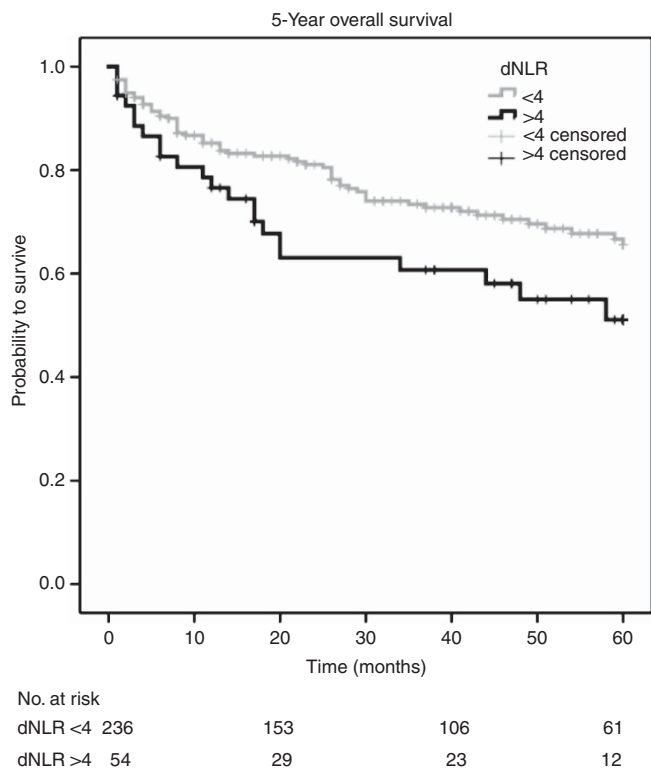 5-Year overall survival
dNLR
<4
>4
<4 censored
>4 censored
Probability to survive
1.0
0.8
0.6
0.4
0.2
0.0
0 10 20 30 40 50 60
Time (months)
No. at risk
dNLR <4 236 153 106 61
dNLR >4 54 29 23 12